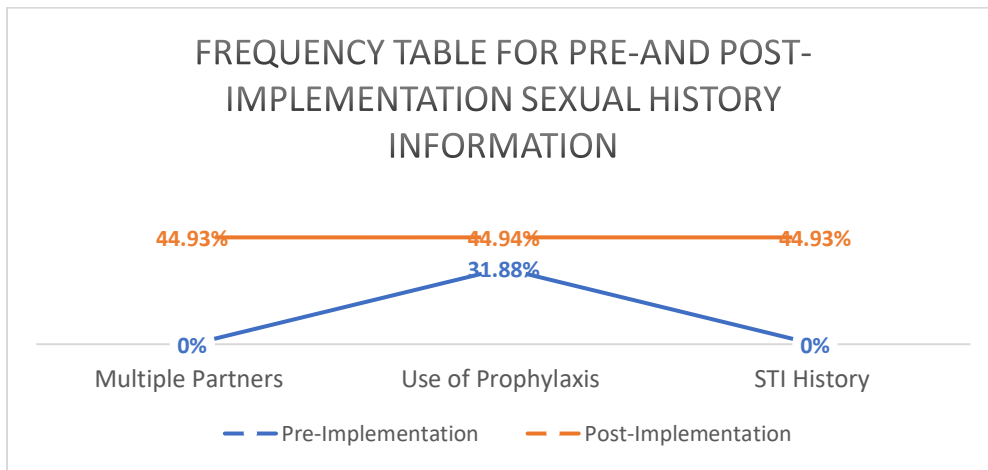 FREQUENCY TABLE FOR PRE-AND POST-
IMPLEMENTATION SEXUAL HISTORY
INFORMATION
44.93% 44.94% 44.93%
31.88%
0% 0%
Multiple Partners Use of Prophylaxis STI History
Pre-Implementation Post-Implementation